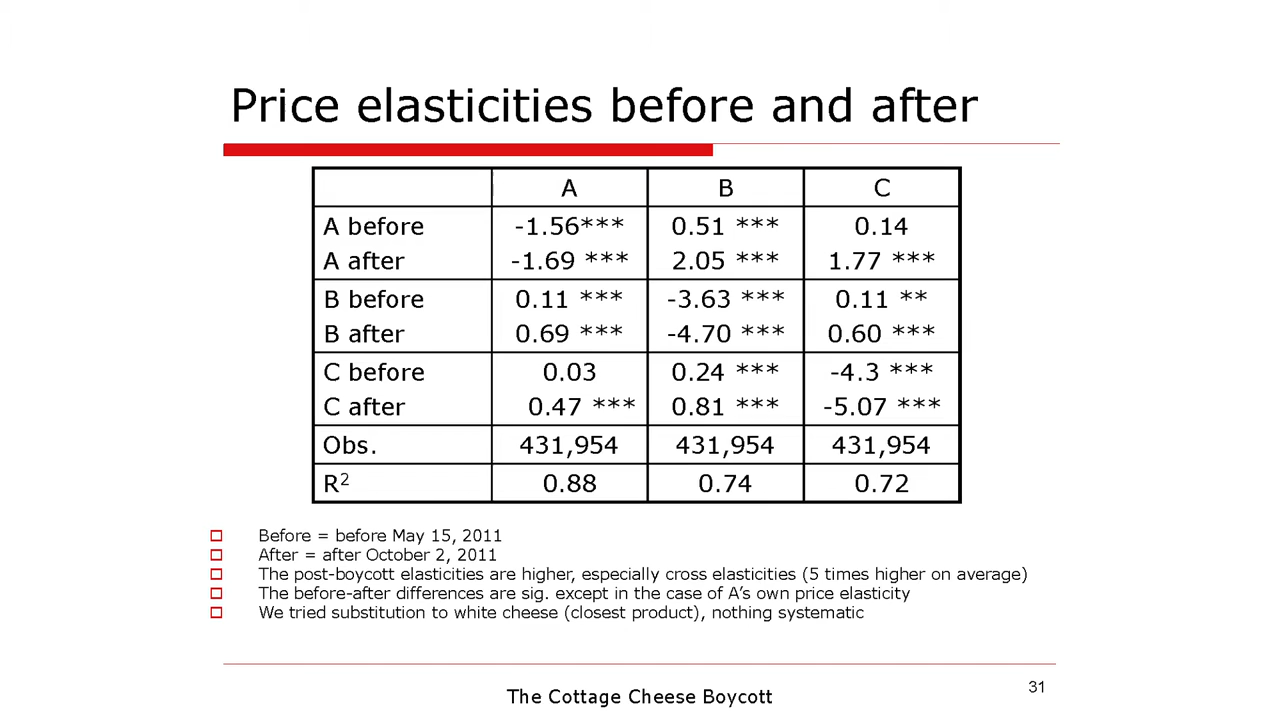 Price elasticities before and after
A B C
A before -1.56*** 0.51 *** 0.14
A after -1.69 *** 2.05 *** 1.77 ***
B before 0.11 *** -3.63 *** 0.11 **
B after 0.69 *** -4.70 *** 0.60 ***
C before 0.03 0.24 *** -4.3 ***
C after 0.47 *** 0.81 *** -5.07 ***
Obs. 431,954 431,954 431,954
R² 0.88 0.74 0.72
Before = before May 15, 2011
After = after October 2, 2011
The post-boycott elasticities are higher, especially cross elasticities (5 times higher on average)
The before-after differences are sig. except in the case of A’s own price elasticity
We tried substitution to white cheese (closest product), nothing systematic
The Cottage Cheese Boycott
31